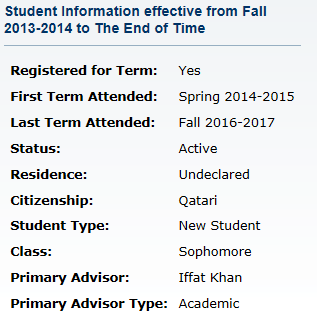 Student Information effective from Fall
2013-2014 to The End of Time
Registered for Term: Yes
First Term Attended: Spring 2014-2015
Last Term Attended: Fall 2016-2017
Status: Active
Residence: Undeclared
Citizenship: Qatari
Student Type: New Student
Class: Sophomore
Primary Advisor: Iffat Khan
Primary Advisor Type: Academic